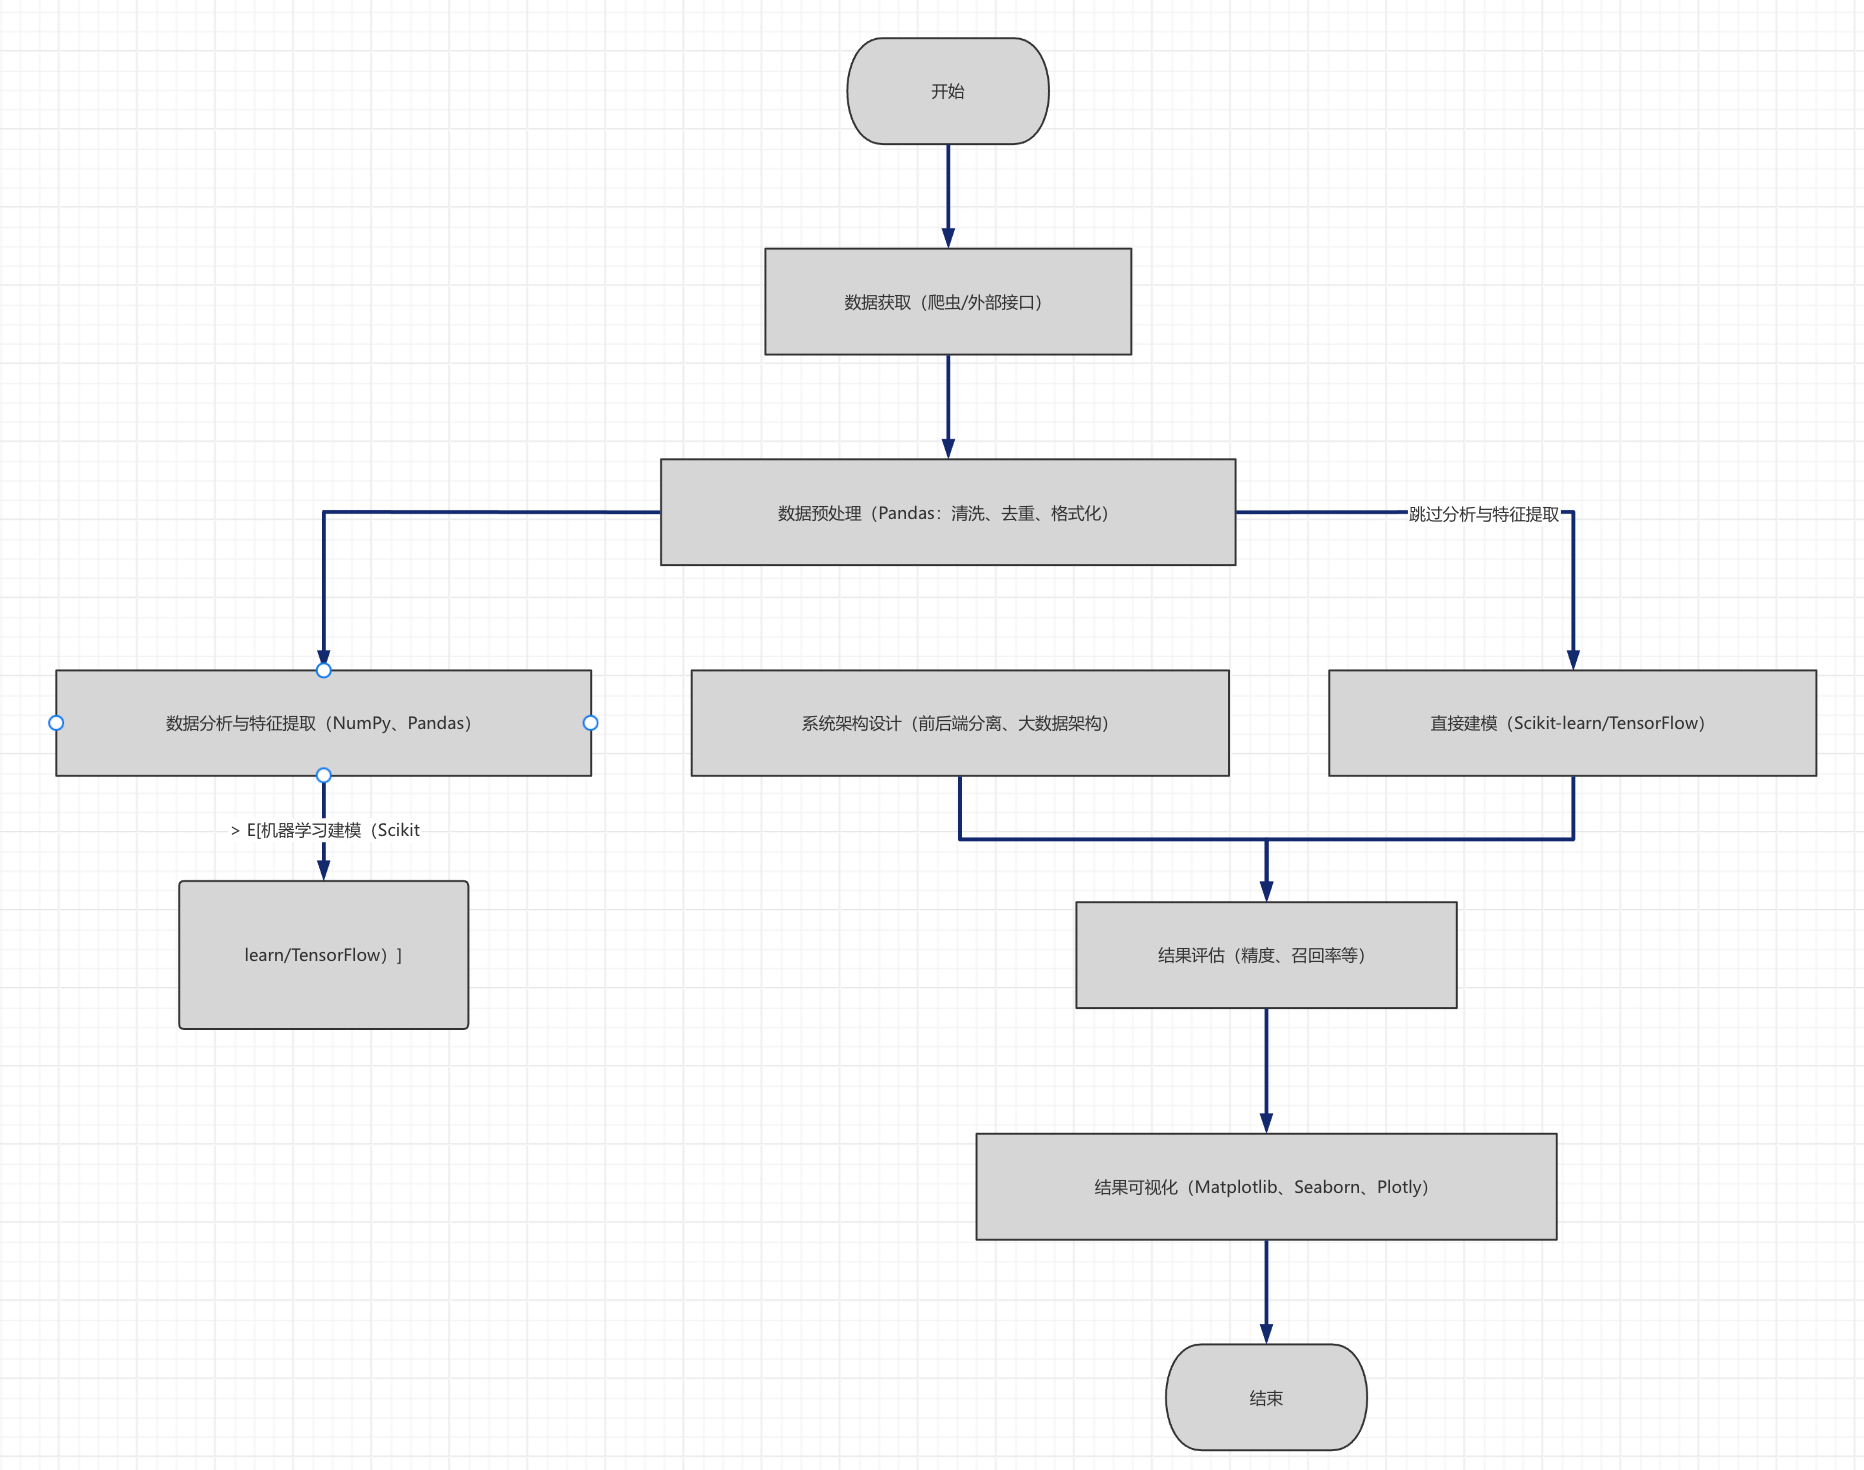 开始
数据获取（爬虫/外部接口）
数据预处理（Pandas：清洗、去重、格式化）
跳过分析与特征提取
数据分析与特征提取（NumPy、Pandas）
系统架构设计（前后端分离、大数据架构）
直接建模（Scikit-learn/TensorFlow）
> E[机器学习建模（Scikit
learn/TensorFlow）]
结果评估（精度、召回率等）
结果可视化（Matplotlib、Seaborn、Plotly）
结束